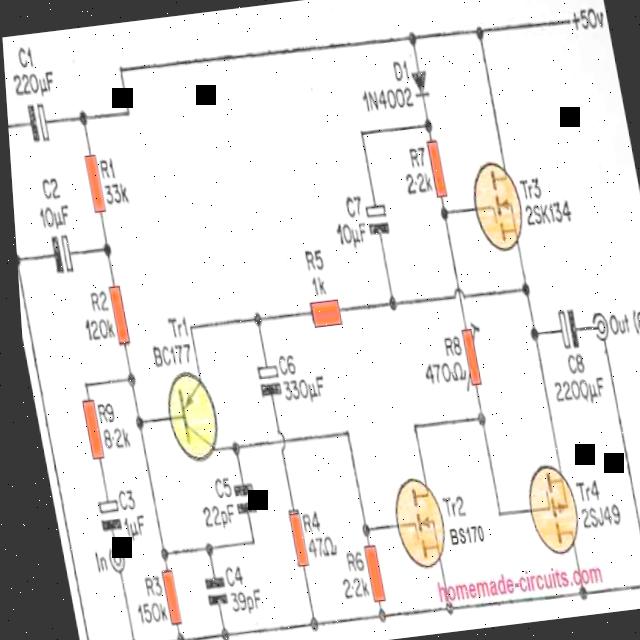 +50v
C1
220µF
D1
1N4002
R1
33k
R7
2·2k
Tr3
2SK134
C2
10µF
C7
10µF
R5
1k
R2
120k
Tr1
BC177
R8
470Ω
Out
C8
2200µF
C6
330µF
R9
8·2k
C3
1µF
C5
22pF
R4
47Ω
Tr2
BS170
Tr4
2SJ49
In
R3
150k
C4
39pF
R6
2·2k
homemade-circuits.com